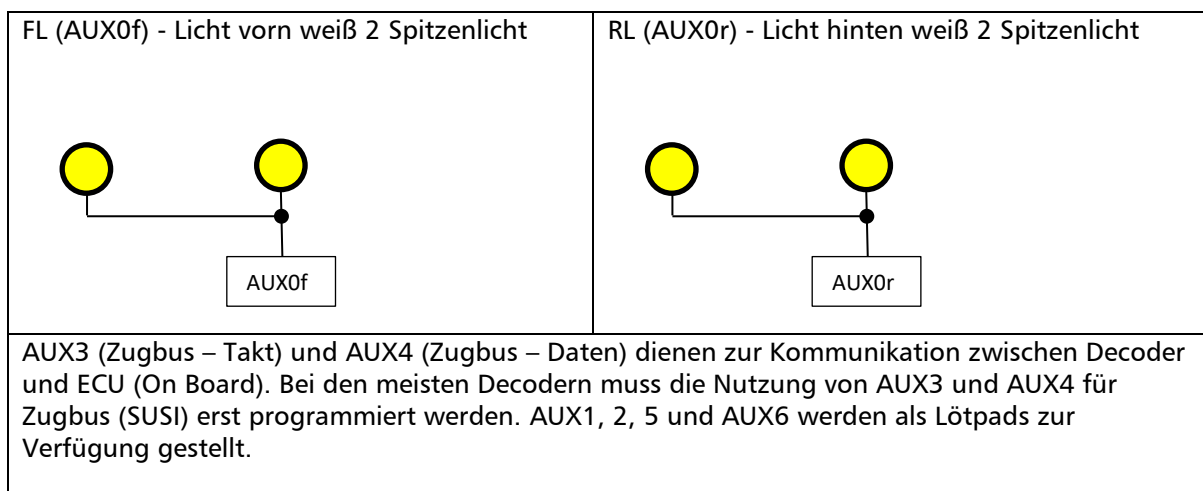 FL (AUX0f) - Licht vorn weiß 2 Spitzenlicht
RL (AUX0r) - Licht hinten weiß 2 Spitzenlicht
AUX0f
AUX0r
AUX3 (Zugbus – Takt) und AUX4 (Zugbus – Daten) dienen zur Kommunikation zwischen Decoder
und ECU (On Board). Bei den meisten Decodern muss die Nutzung von AUX3 und AUX4 für
Zugbus (SUSI) erst programmiert werden. AUX1, 2, 5 und AUX6 werden als Lötpads zur
Verfügung gestellt.